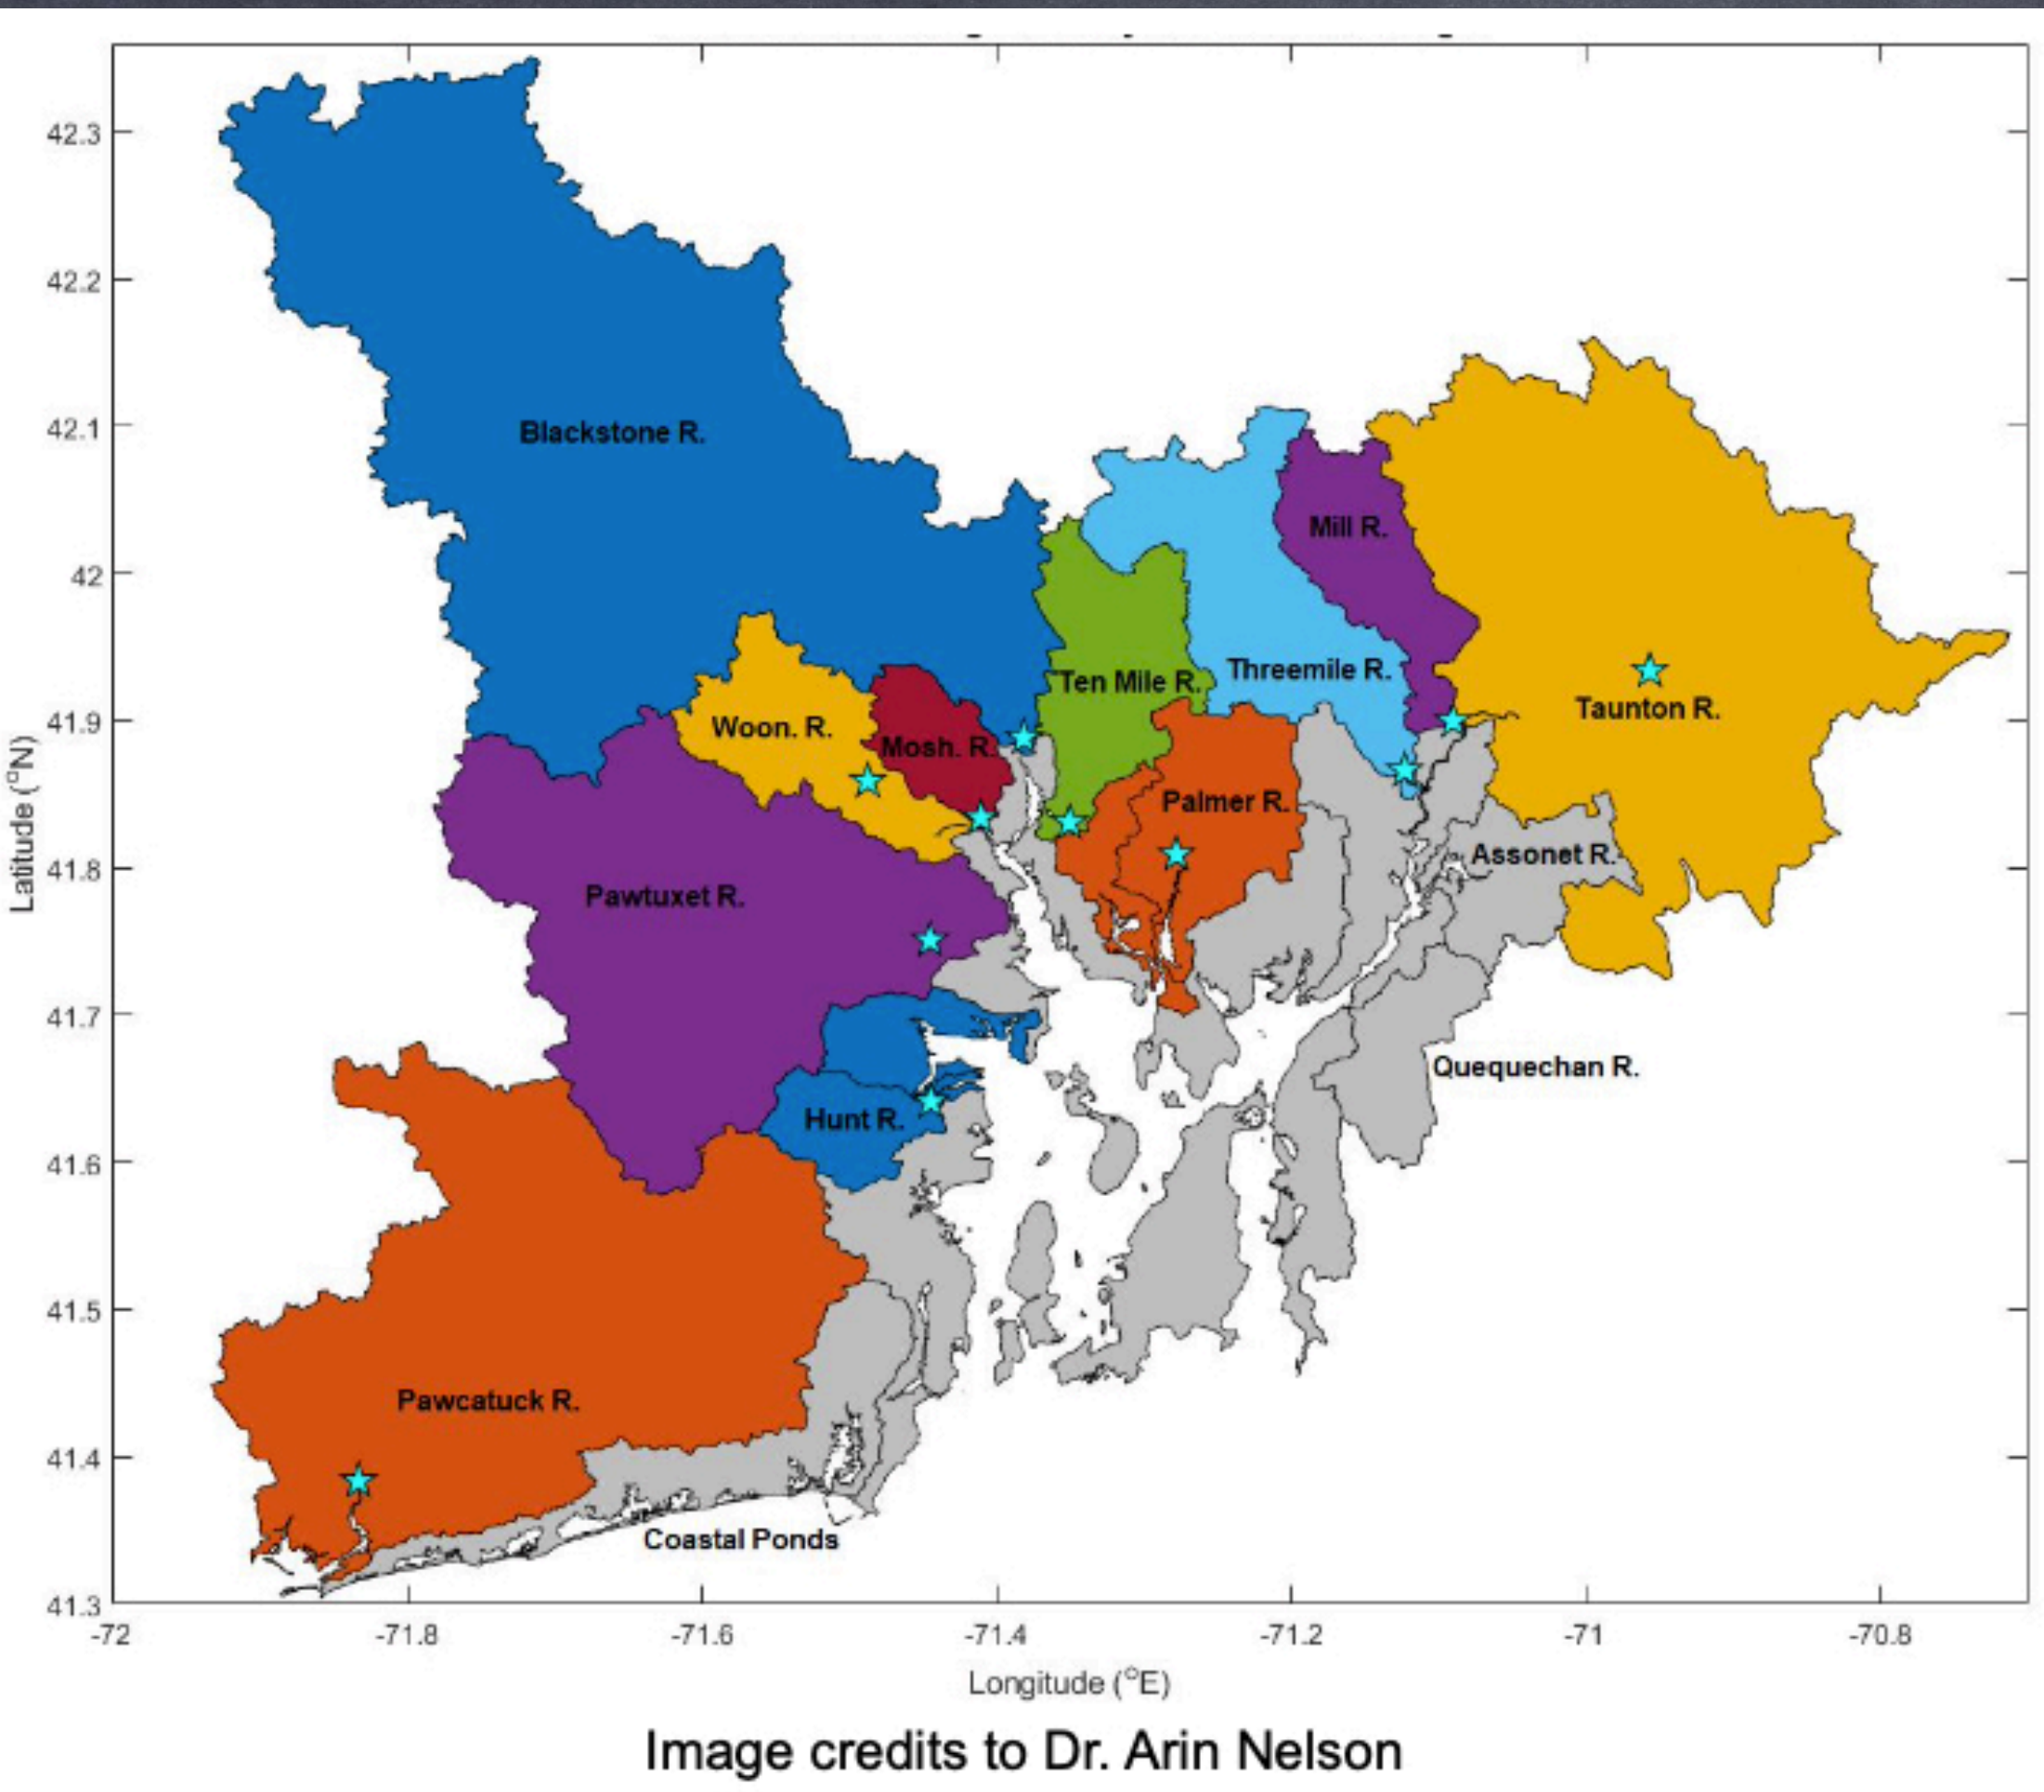 42.3
42.2
42.1
42
41.9
41.8
41.7
41.6
41.5
41.4
41.3
Latitude (°N)
Blackstone R.
Mill R.
Ten Mile R.
Threemile R.
Taunton R.
Woon. R.
Mosh. R.
Palmer R.
Assonet R.
Pawtuxet R.
Quequechan R.
Hunt R.
Pawcatuck R.
Coastal Ponds
-72 -71.8 -71.6 -71.4 -71.2 -71 -70.8
Longitude (°E)
Image credits to Dr. Arin Nelson